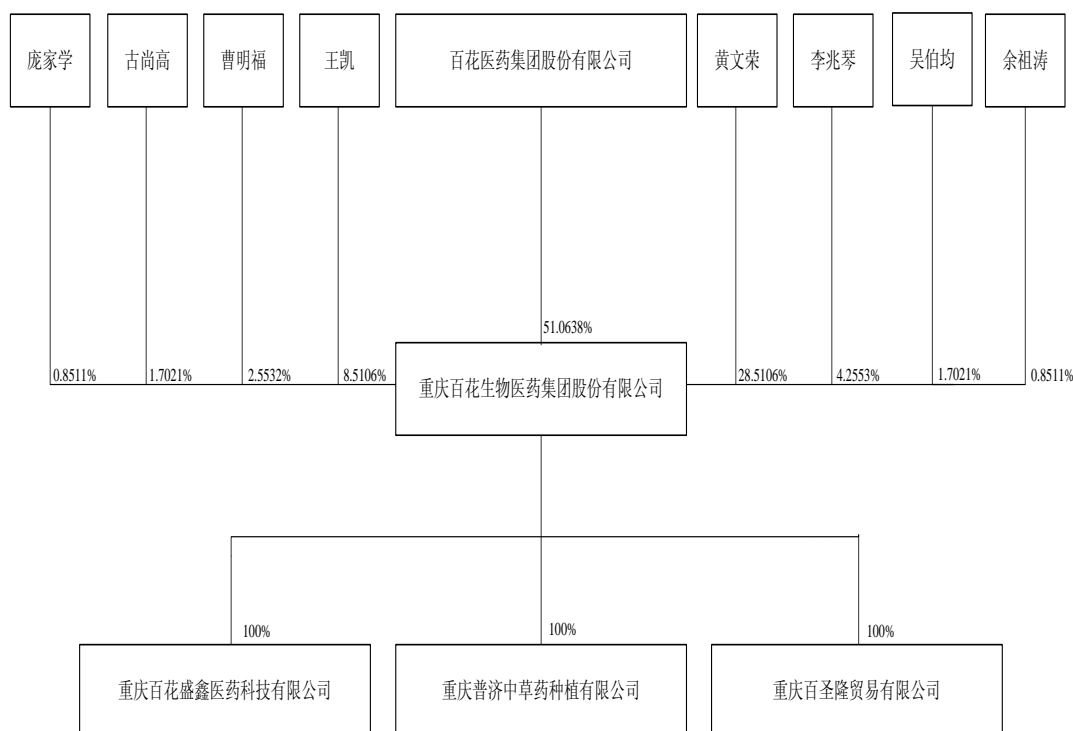 庞家学
古尚高
曹明福
王凯
百花医药集团股份有限公司
黄文荣
李兆琴
吴伯均
余祖涛
51.0638%
0.8511%
1.7021%
2.5532%
8.5106%
28.5106%
4.2553%
1.7021%
0.8511%
重庆百花生物医药集团股份有限公司
100%
100%
100%
重庆百花盛鑫医药科技有限公司
重庆普济中草药种植有限公司
重庆百圣隆贸易有限公司